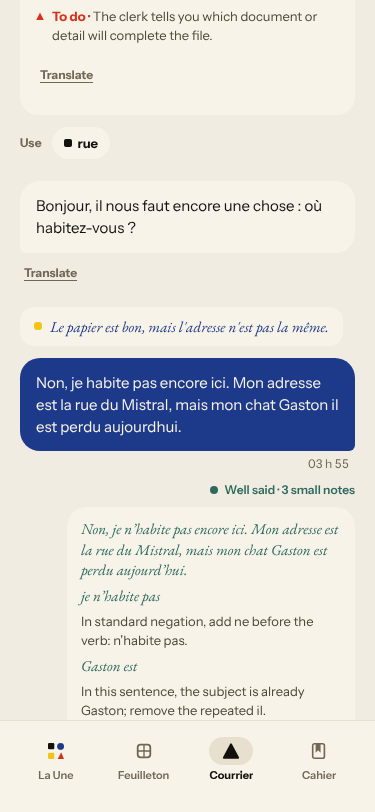 To do · The clerk tells you which document or
detail will complete the file.
Translate
Use rue
Bonjour, il nous faut encore une chose : où
habitez-vous ?
Translate
Le papier est bon, mais l'adresse n'est pas la même.
Non, je habite pas encore ici. Mon adresse
est la rue du Mistral, mais mon chat Gaston il
est perdu aujourdhui.
03 h 55
Well said · 3 small notes
Non, je n’habite pas encore ici. Mon adresse est
la rue du Mistral, mais mon chat Gaston est
perdu aujourd’hui.
je n’habite pas
In standard negation, add ne before the
verb: n’habite pas.
Gaston est
In this sentence, the subject is already
Gaston; remove the repeated il.
La Une
Feuilleton
Courrier
Cahier